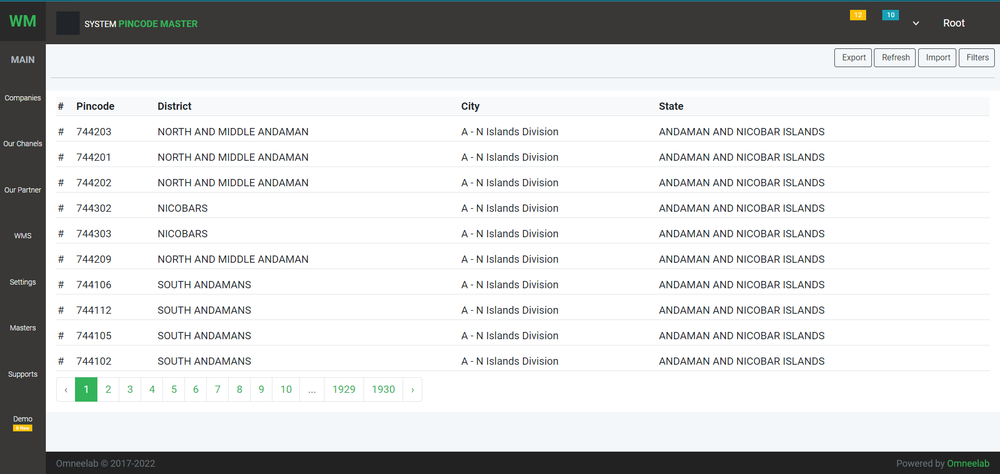 WM
SYSTEM PINCODE MASTER
12
10
Root
MAIN
Companies
Our Chanels
Our Partner
WMS
Settings
Masters
Supports
Demo
6 New
Export Refresh Import Filters
# Pincode District City State
# 744203 NORTH AND MIDDLE ANDAMAN A - N Islands Division ANDAMAN AND NICOBAR ISLANDS
# 744201 NORTH AND MIDDLE ANDAMAN A - N Islands Division ANDAMAN AND NICOBAR ISLANDS
# 744202 NORTH AND MIDDLE ANDAMAN A - N Islands Division ANDAMAN AND NICOBAR ISLANDS
# 744302 NICOBARS A - N Islands Division ANDAMAN AND NICOBAR ISLANDS
# 744303 NICOBARS A - N Islands Division ANDAMAN AND NICOBAR ISLANDS
# 744209 NORTH AND MIDDLE ANDAMAN A - N Islands Division ANDAMAN AND NICOBAR ISLANDS
# 744106 SOUTH ANDAMANS A - N Islands Division ANDAMAN AND NICOBAR ISLANDS
# 744112 SOUTH ANDAMANS A - N Islands Division ANDAMAN AND NICOBAR ISLANDS
# 744105 SOUTH ANDAMANS A - N Islands Division ANDAMAN AND NICOBAR ISLANDS
# 744102 SOUTH ANDAMANS A - N Islands Division ANDAMAN AND NICOBAR ISLANDS
‹ 1 2 3 4 5 6 7 8 9 10 ... 1929 1930 ›
Omneelab © 2017-2022
Powered by Omneelab